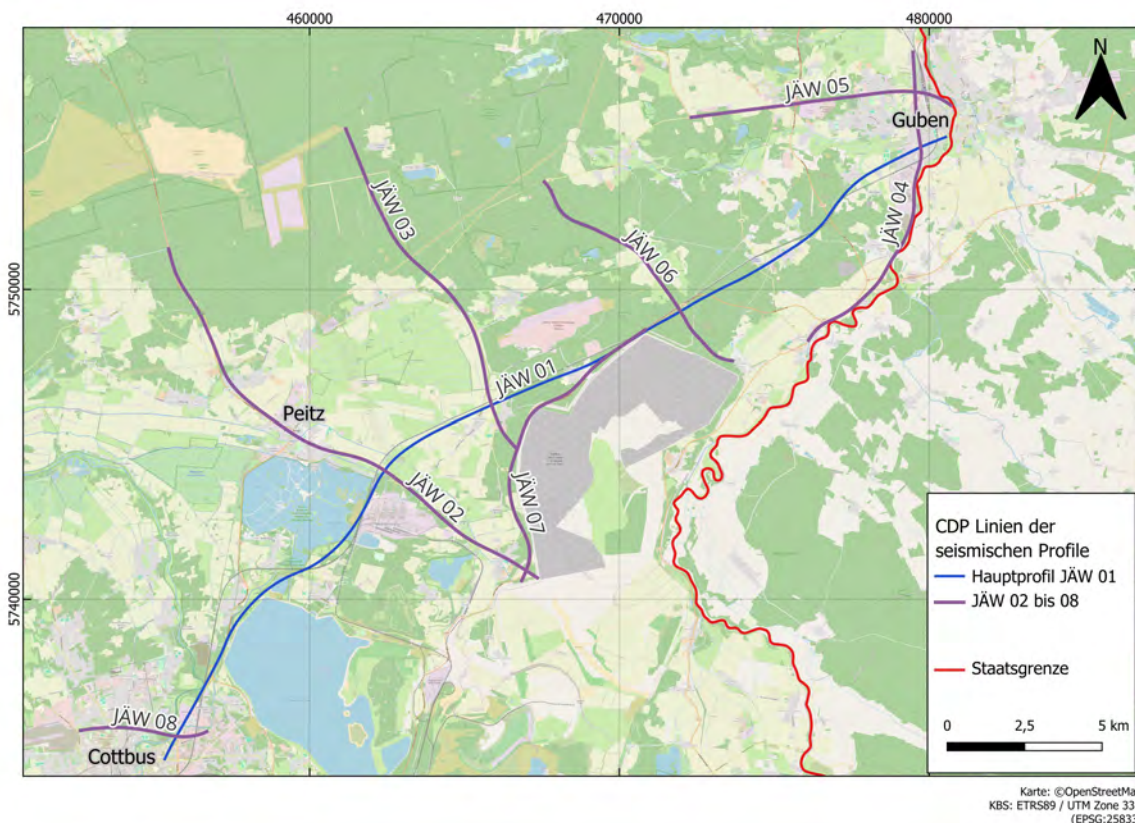 460000
470000
480000
N
JÄW 05
Guben
JÄW 03
JÄW 04
JÄW 06
5750000
JÄW 01
Peitz
JÄW 02
JÄW 07
5740000
JÄW 08
Cottbus
CDP Linien der
seismischen Profile
Hauptprofil JÄW 01
JÄW 02 bis 08
Staatsgrenze
0 2,5 5 km
Karte: ©OpenStreetMa
KBS: ETRS89 / UTM Zone 33
(EPSG:25833